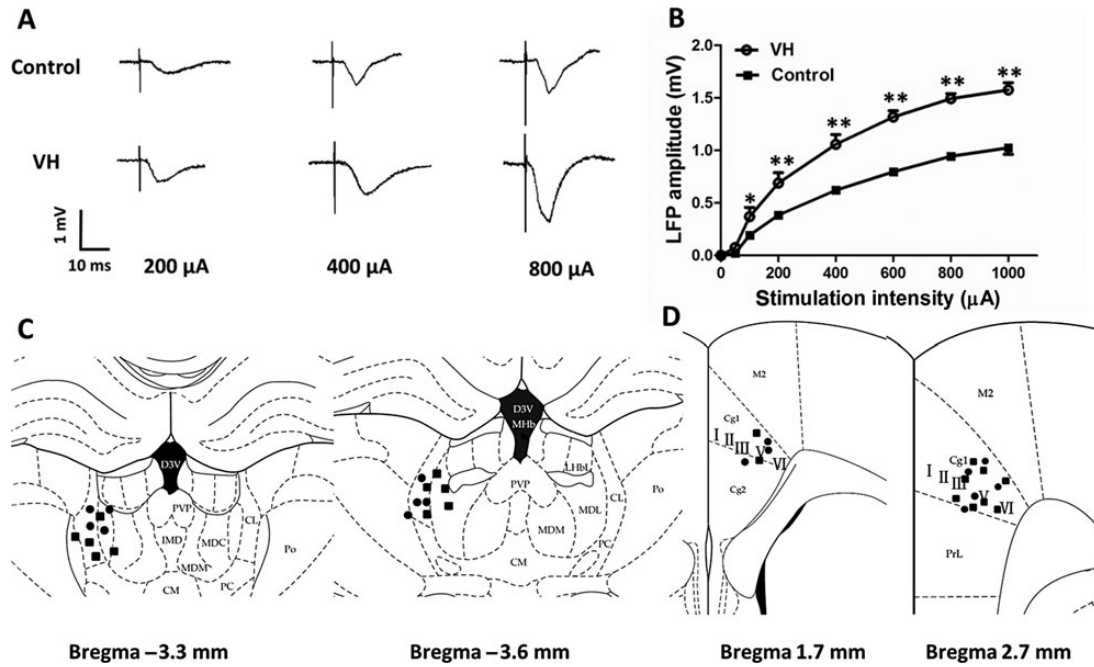 A
Control
VH
1 mV
10 ms
200 µA
400 µA
800 µA
B
LFP amplitude (mV)
2.0
1.5
1.0
0.5
0.0
VH
Control
*
**
**
**
**
**
0 200 400 600 800 1000
Stimulation intensity (µA)
C
D3V
PVP
IMD
MDC
MDM
CM
CL
PC
Po
Bregma –3.3 mm
D3V
MHb
LHbL
PVP
MDM
MDL
CL
PC
CM
Po
Bregma –3.6 mm
D
M2
Cg1
I II III V VI
Cg2
Bregma 1.7 mm
M2
Cg1
I II III V VI
PrL
Bregma 2.7 mm